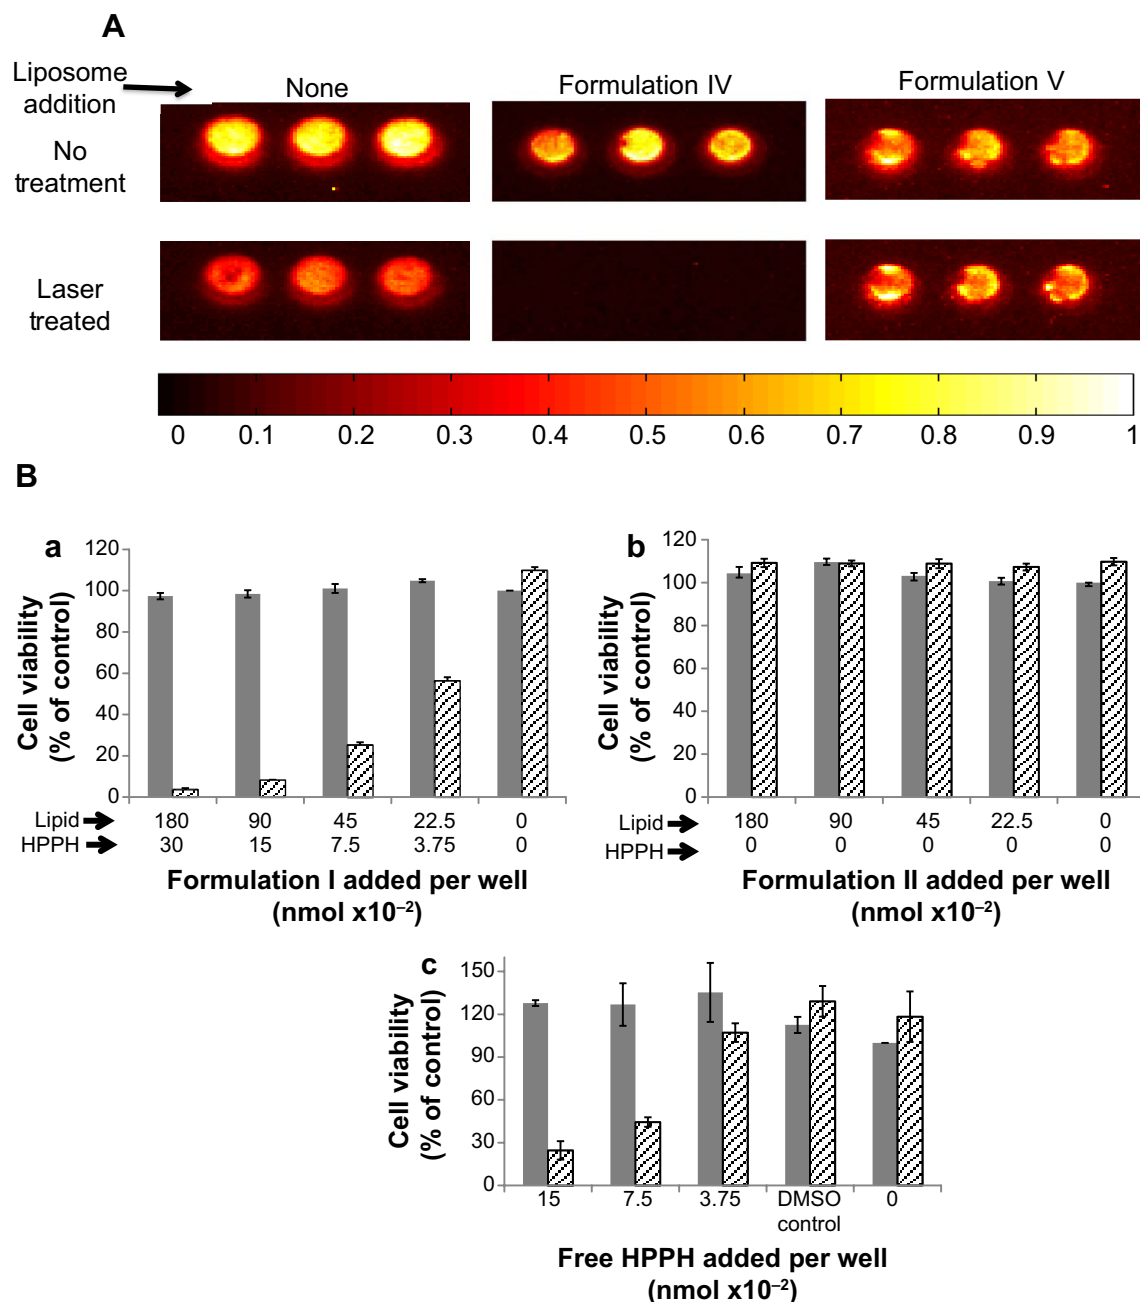 A
Liposome
addition
None
Formulation IV
Formulation V
No
treatment
Laser
treated
0 0.1 0.2 0.3 0.4 0.5 0.6 0.7 0.8 0.9 1
B
a
Cell viability
(% of control)
120
100
80
60
40
20
0
Lipid 180 90 45 22.5 0
HPPH 30 15 7.5 3.75 0
Formulation I added per well
(nmol x10⁻²)
b
Cell viability
(% of control)
120
100
80
60
40
20
0
Lipid 180 90 45 22.5 0
HPPH 0 0 0 0 0
Formulation II added per well
(nmol x10⁻²)
c
Cell viability
(% of control)
150
120
90
60
30
0
15 7.5 3.75 DMSO 0
control
Free HPPH added per well
(nmol x10⁻²)